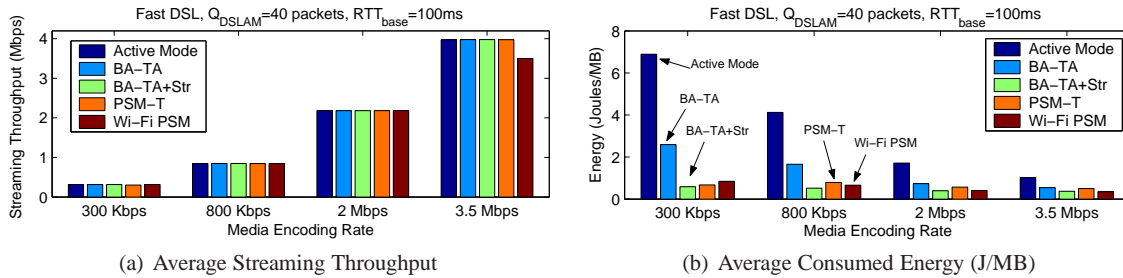 Fast DSL, Q_DSLAM=40 packets, RTT_base=100ms
Streaming Throughput (Mbps)
4
3
2
1
0
Active Mode
BA−TA
BA−TA+Str
PSM−T
Wi−Fi PSM
300 Kbps 800 Kbps 2 Mbps 3.5 Mbps
Media Encoding Rate
(a) Average Streaming Throughput
Fast DSL, Q_DSLAM=40 packets, RTT_base=100ms
Energy (Joules/MB)
8
6
4
2
0
Active Mode
BA−TA
BA−TA+Str
PSM−T
Wi−Fi PSM
Active Mode
BA−TA
BA−TA+Str
PSM−T
Wi−Fi PSM
300 Kbps 800 Kbps 2 Mbps 3.5 Mbps
Media Encoding Rate
(b) Average Consumed Energy (J/MB)